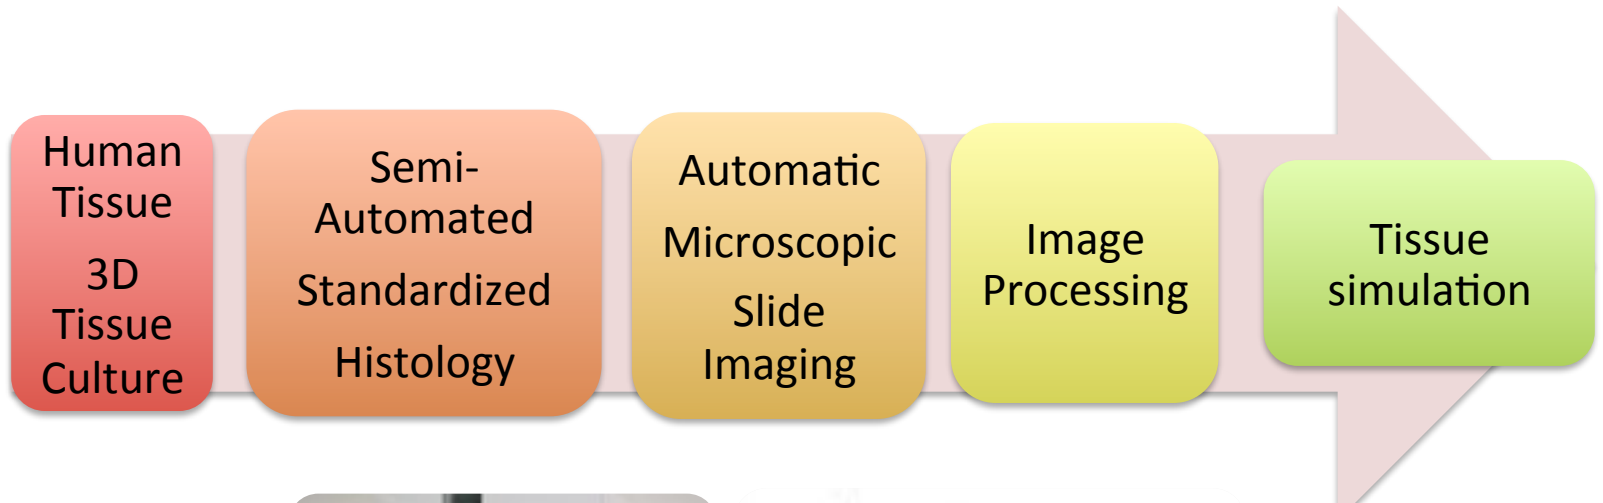 Human
Tissue
3D
Tissue
Culture
Semi-
Automated
Standardized
Histology
Automatic
Microscopic
Slide
Imaging
Image
Processing
Tissue
simulation